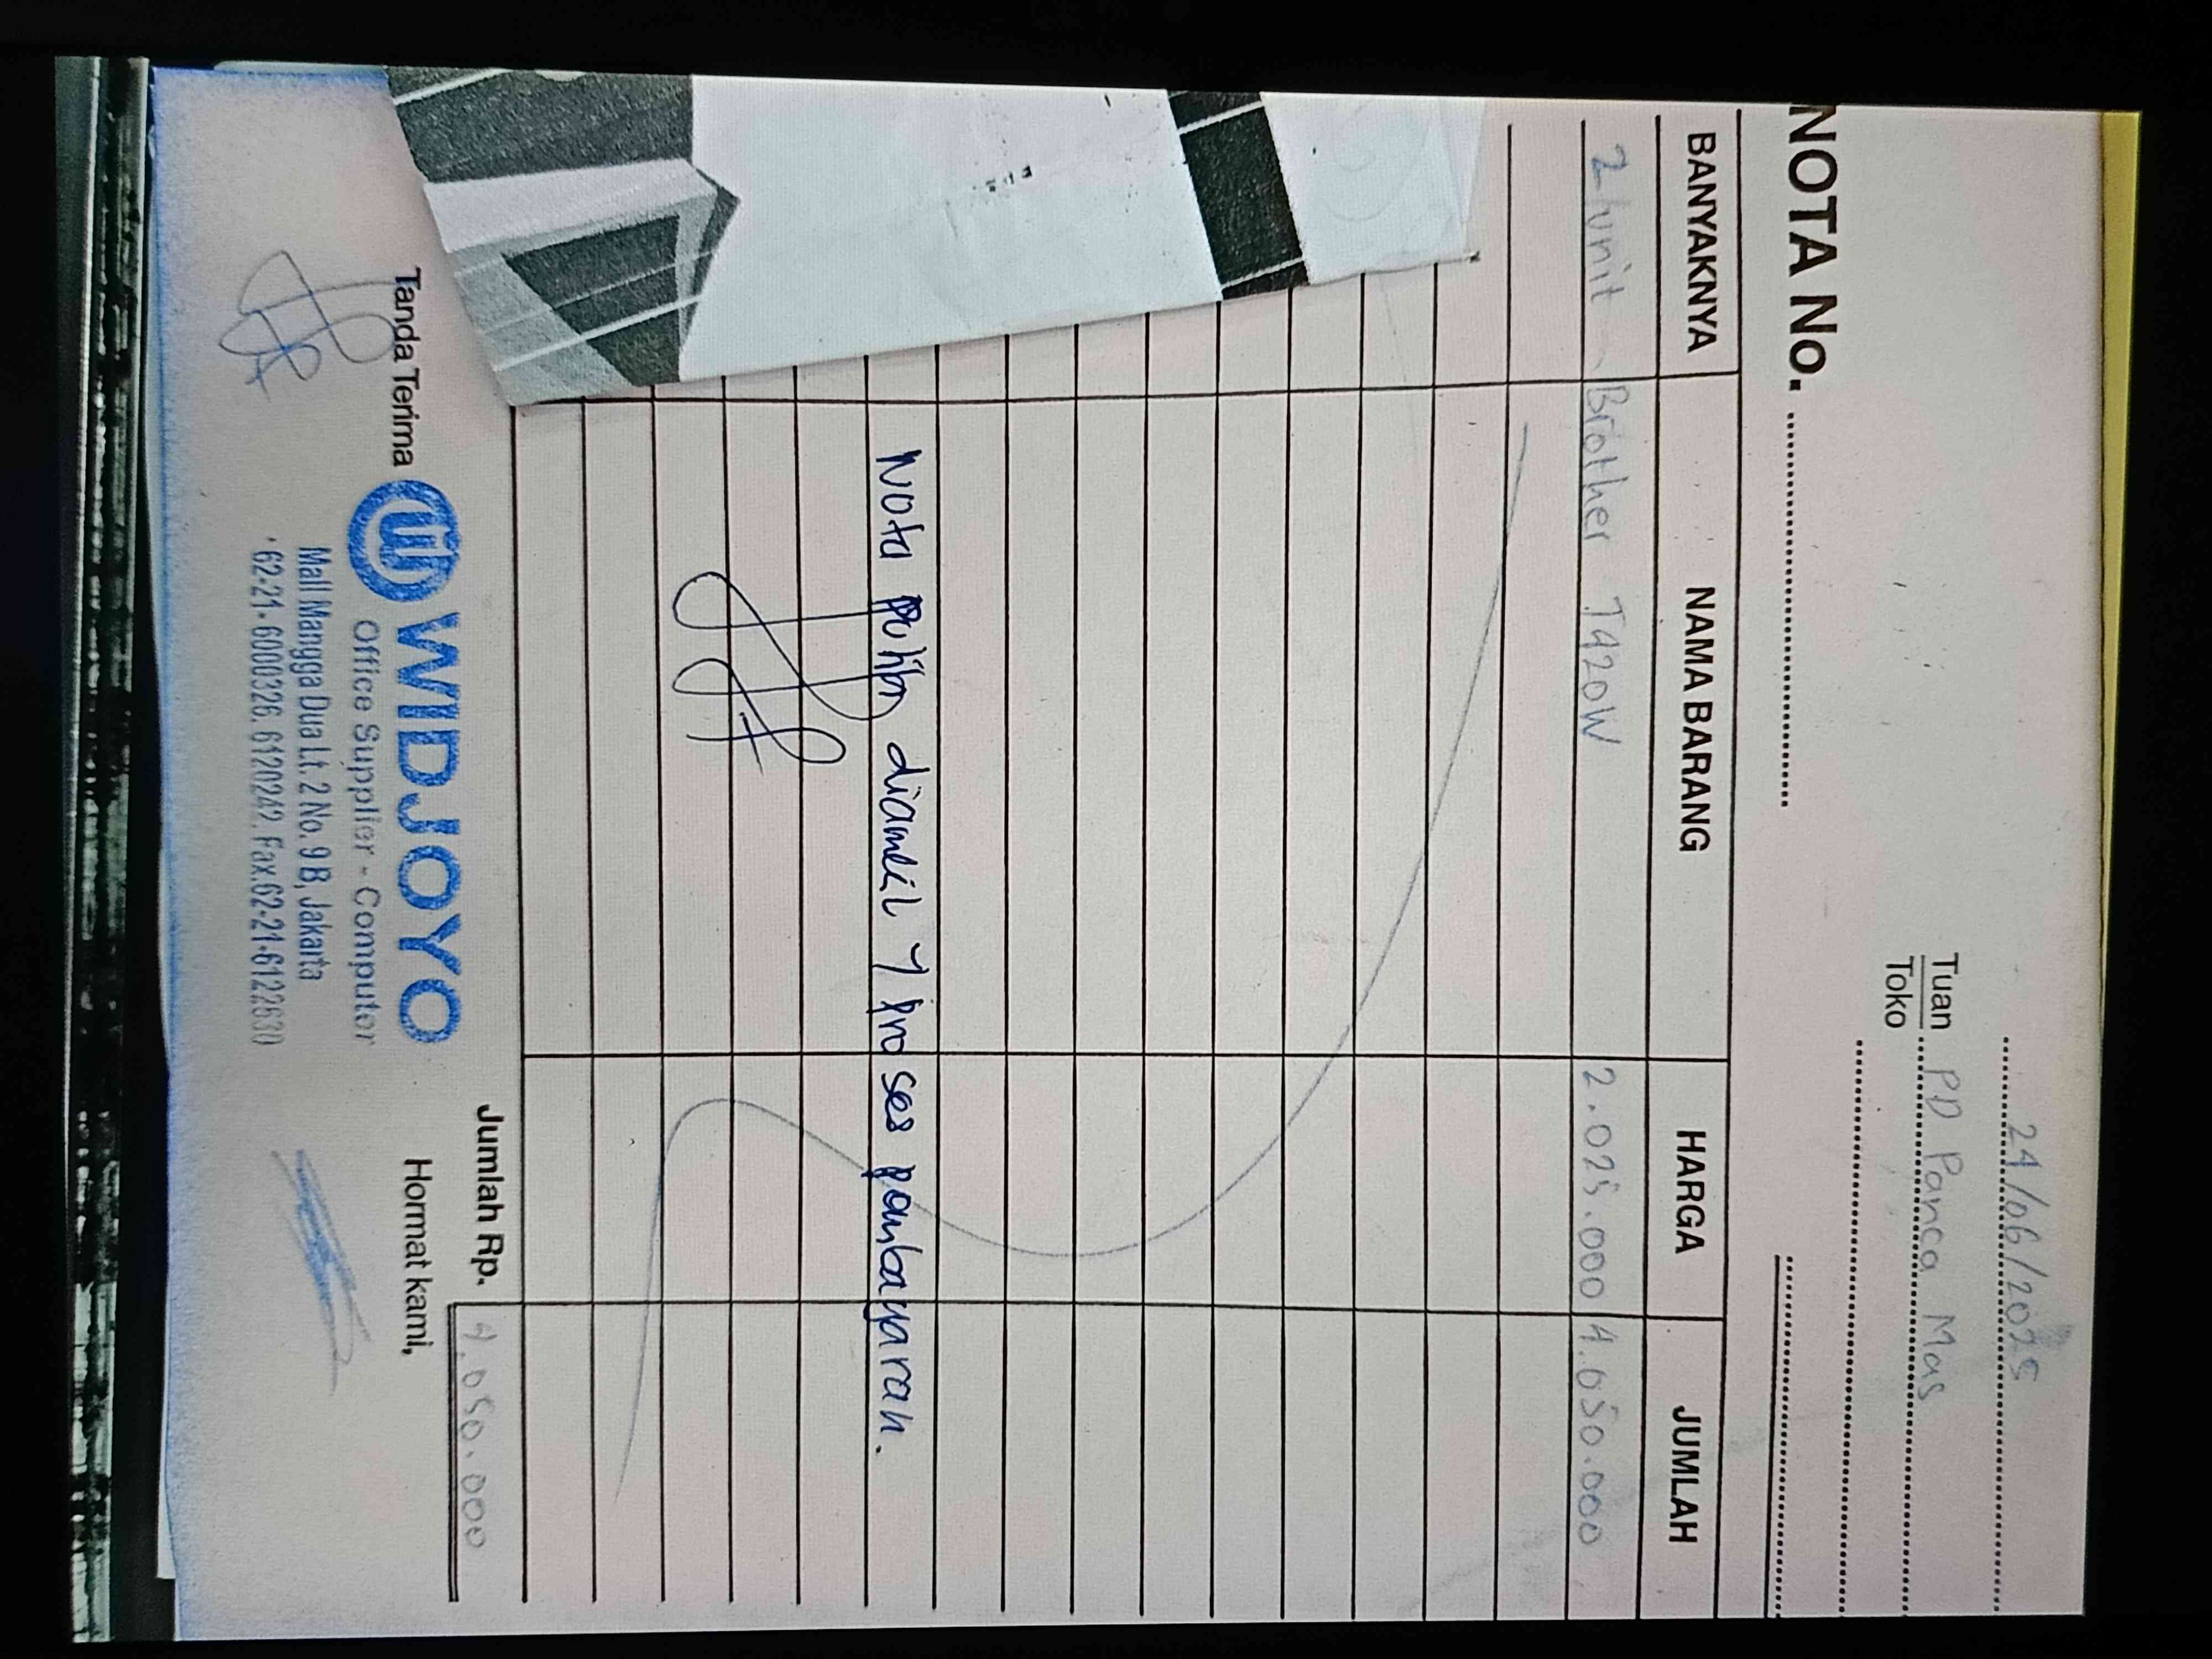 24/06/2025
Tuan PD Panca Mas
Toko
NOTA No.
BANYAKNYA NAMA BARANG HARGA JUMLAH
2 unit Brother T420W 2.025.000 4.050.000
Nota putih diambil proses pembayaran.
Jumlah Rp. 4.050.000
Tanda Terima Hormat kami,
WIDJOYO
Office Supplier - Computer
Mall Mangga Dua Lt. 2 No. 9 B, Jakarta
62-21-6000326, 6120242. Fax.62-21-6122630